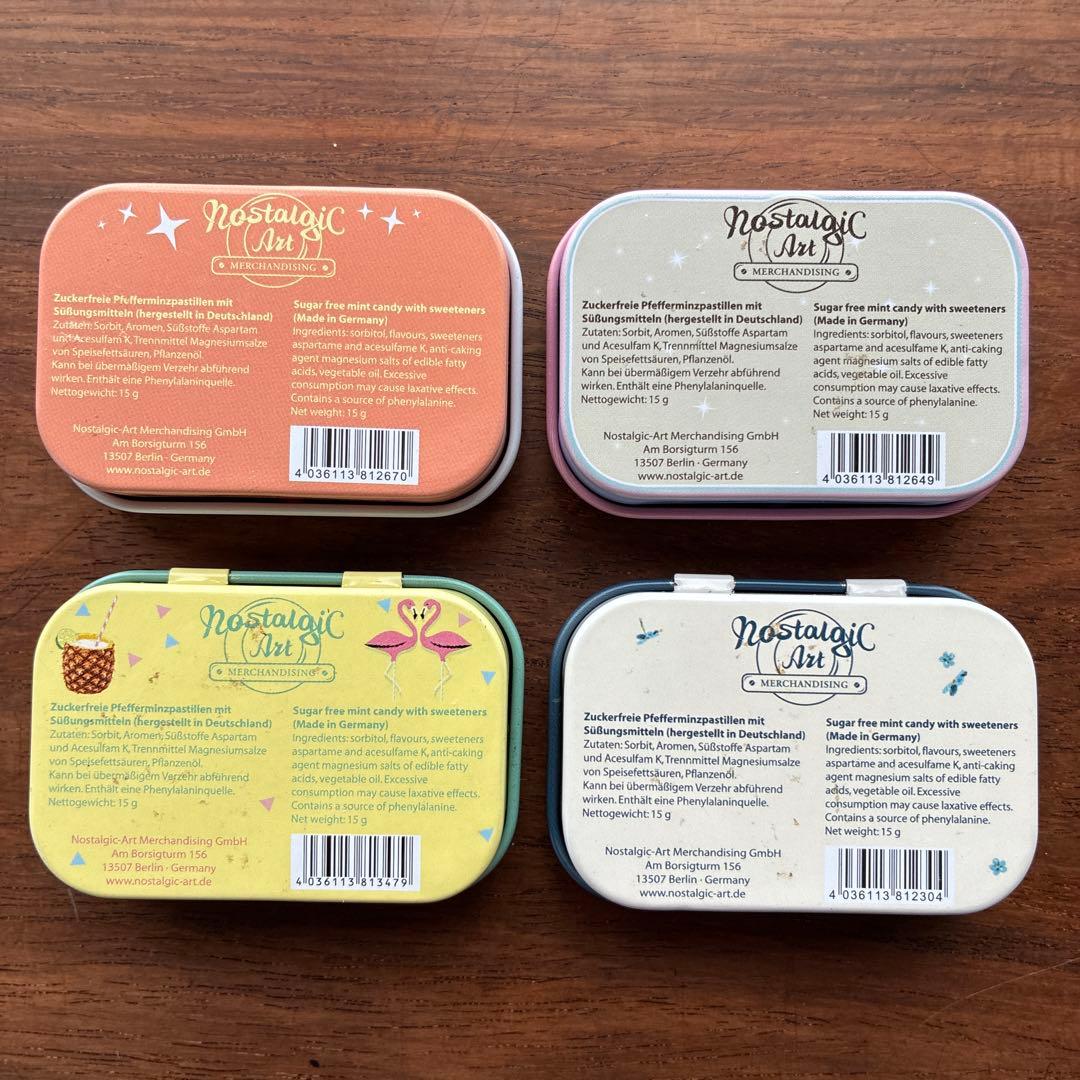 Nostalgic
Art
MERCHANDISING
Zuckerfreie Pfefferminzpastillen mit
Süßungsmitteln (hergestellt in Deutschland)
Zutaten: Sorbit, Aromen, Süßstoffe Aspartam
und Acesulfam K, Trennmittel Magnesiumsalze
von Speisefettsäuren, Pflanzenöl.
Kann bei übermäßigem Verzehr abführend
wirken. Enthält eine Phenylalaninquelle.
Nettogewicht: 15 g
Sugar free mint candy with sweeteners
(Made in Germany)
Ingredients: sorbitol, flavours, sweeteners
aspartame and acesulfame K, anti-caking
agent magnesium salts of edible fatty
acids, vegetable oil. Excessive
consumption may cause laxative effects.
Contains a source of phenylalanine.
Net weight: 15 g
Nostalgic-Art Merchandising GmbH
Am Borsigturm 156
13507 Berlin · Germany
www.nostalgic-art.de
4 036113 812670
Nostalgic
Art
MERCHANDISING
Zuckerfreie Pfefferminzpastillen mit
Süßungsmitteln (hergestellt in Deutschland)
Zutaten: Sorbit, Aromen, Süßstoffe Aspartam
und Acesulfam K, Trennmittel Magnesiumsalze
von Speisefettsäuren, Pflanzenöl.
Kann bei übermäßigem Verzehr abführend
wirken. Enthält eine Phenylalaninquelle.
Nettogewicht: 15 g
Sugar free mint candy with sweeteners
(Made in Germany)
Ingredients: sorbitol, flavours, sweeteners
aspartame and acesulfame K, anti-caking
agent magnesium salts of edible fatty
acids, vegetable oil. Excessive
consumption may cause laxative effects.
Contains a source of phenylalanine.
Net weight: 15 g
Nostalgic-Art Merchandising GmbH
Am Borsigturm 156
13507 Berlin · Germany
www.nostalgic-art.de
4 036113 812649
Nostalgic
Art
MERCHANDISING
Zuckerfreie Pfefferminzpastillen mit
Süßungsmitteln (hergestellt in Deutschland)
Zutaten: Sorbit, Aromen, Süßstoffe Aspartam
und Acesulfam K, Trennmittel Magnesiumsalze
von Speisefettsäuren, Pflanzenöl.
Kann bei übermäßigem Verzehr abführend
wirken. Enthält eine Phenylalaninquelle.
Nettogewicht: 15 g
Sugar free mint candy with sweeteners
(Made in Germany)
Ingredients: sorbitol, flavours, sweeteners
aspartame and acesulfame K, anti-caking
agent magnesium salts of edible fatty
acids, vegetable oil. Excessive
consumption may cause laxative effects.
Contains a source of phenylalanine.
Net weight: 15 g
Nostalgic-Art Merchandising GmbH
Am Borsigturm 156
13507 Berlin · Germany
www.nostalgic-art.de
4 036113 813479
Nostalgic
Art
MERCHANDISING
Zuckerfreie Pfefferminzpastillen mit
Süßungsmitteln (hergestellt in Deutschland)
Zutaten: Sorbit, Aromen, Süßstoffe Aspartam
und Acesulfam K, Trennmittel Magnesiumsalze
von Speisefettsäuren, Pflanzenöl.
Kann bei übermäßigem Verzehr abführend
wirken. Enthält eine Phenylalaninquelle.
Nettogewicht: 15 g
Sugar free mint candy with sweeteners
(Made in Germany)
Ingredients: sorbitol, flavours, sweeteners
aspartame and acesulfame K, anti-caking
agent magnesium salts of edible fatty
acids, vegetable oil. Excessive
consumption may cause laxative effects.
Contains a source of phenylalanine.
Net weight: 15 g
Nostalgic-Art Merchandising GmbH
Am Borsigturm 156
13507 Berlin · Germany
www.nostalgic-art.de
4 036113 812304